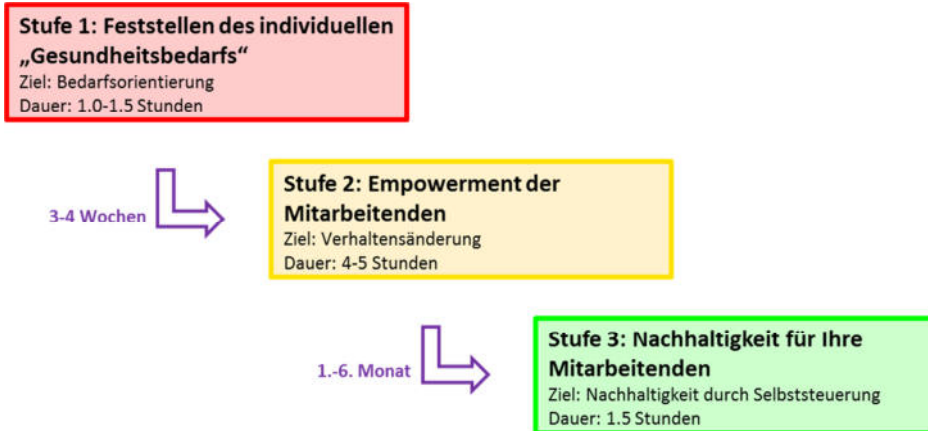 Stufe 1: Feststellen des individuellen
„Gesundheitsbedarfs“
Ziel: Bedarfsorientierung
Dauer: 1.0-1.5 Stunden
3-4 Wochen
Stufe 2: Empowerment der
Mitarbeitenden
Ziel: Verhaltensänderung
Dauer: 4-5 Stunden
1.-6. Monat
Stufe 3: Nachhaltigkeit für Ihre
Mitarbeitenden
Ziel: Nachhaltigkeit durch Selbststeuerung
Dauer: 1.5 Stunden